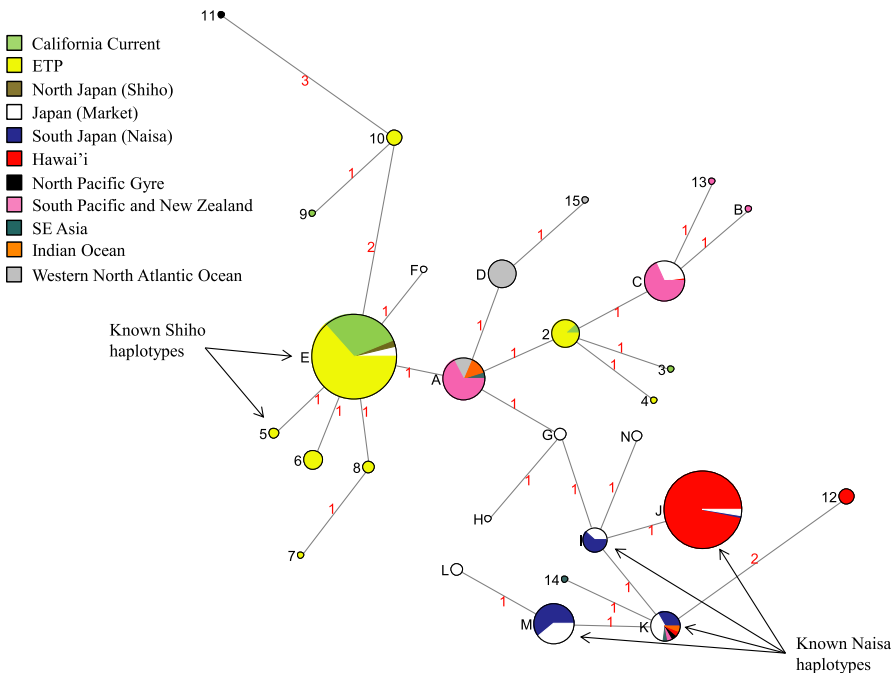 11
California Current
ETP
North Japan (Shiho)
Japan (Market)
South Japan (Naisa)
Hawai’i
North Pacific Gyre
South Pacific and New Zealand
SE Asia
Indian Ocean
Western North Atlantic Ocean
3
10
1
9
2
F
1
15
1
D
1
13
B
1
1
C
1
2
1
1
3
1
4
Known Shiho
haplotypes
E
1
A
1
1
1
1
5
6
8
1
7
G
N
1
1
1
H
J
12
1
I
2
L
14
1
1
1
M
1
K
Known Naisa
haplotypes